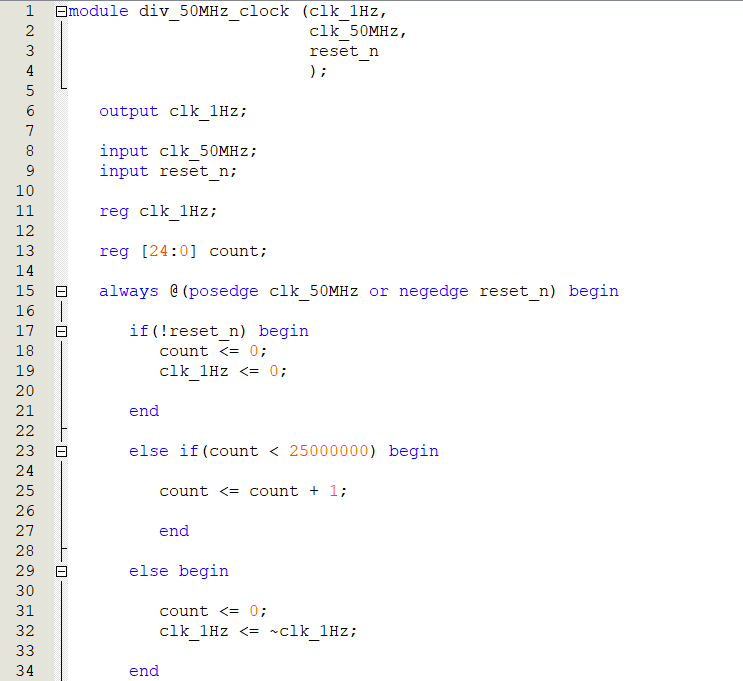 1 module div_50MHz_clock (clk_1Hz,
2 clk_50MHz,
3 reset_n
4 );
5
6 output clk_1Hz;
7
8 input clk_50MHz;
9 input reset_n;
10
11 reg clk_1Hz;
12
13 reg [24:0] count;
14
15 always @(posedge clk_50MHz or negedge reset_n) begin
16
17 if(!reset_n) begin
18 count <= 0;
19 clk_1Hz <= 0;
20
21 end
22
23 else if(count < 25000000) begin
24
25 count <= count + 1;
26
27 end
28
29 else begin
30
31 count <= 0;
32 clk_1Hz <= ~clk_1Hz;
33
34 end